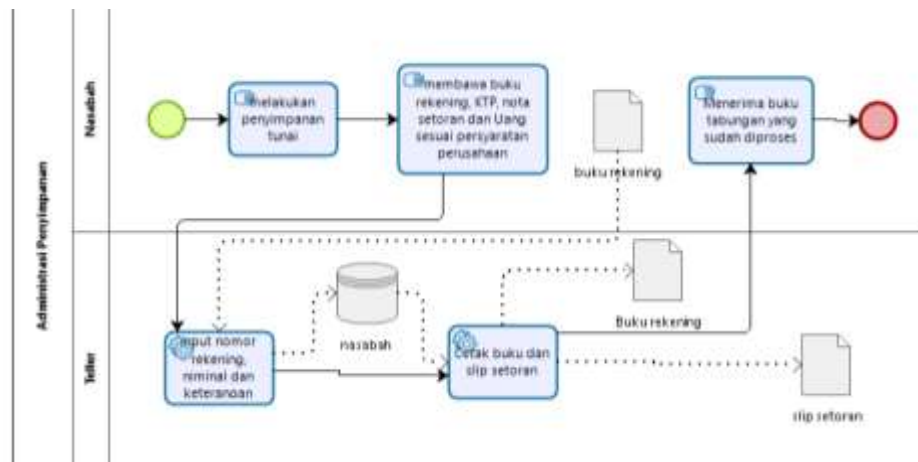 Administrasi Penyimpanan
Nasabah
melakukan
penyimpanan
tunai
membawa buku
rekening, KTP, nota
setoran dan Uang
sesuai persyaratan
perusahaan
buku rekening
Menerima buku
tabungan yang
sudah diproses
Teller
Input nomor
rekening,
niminal dan
keterangan
nasabah
Cetak buku dan
slip setoran
Buku rekening
slip setoran